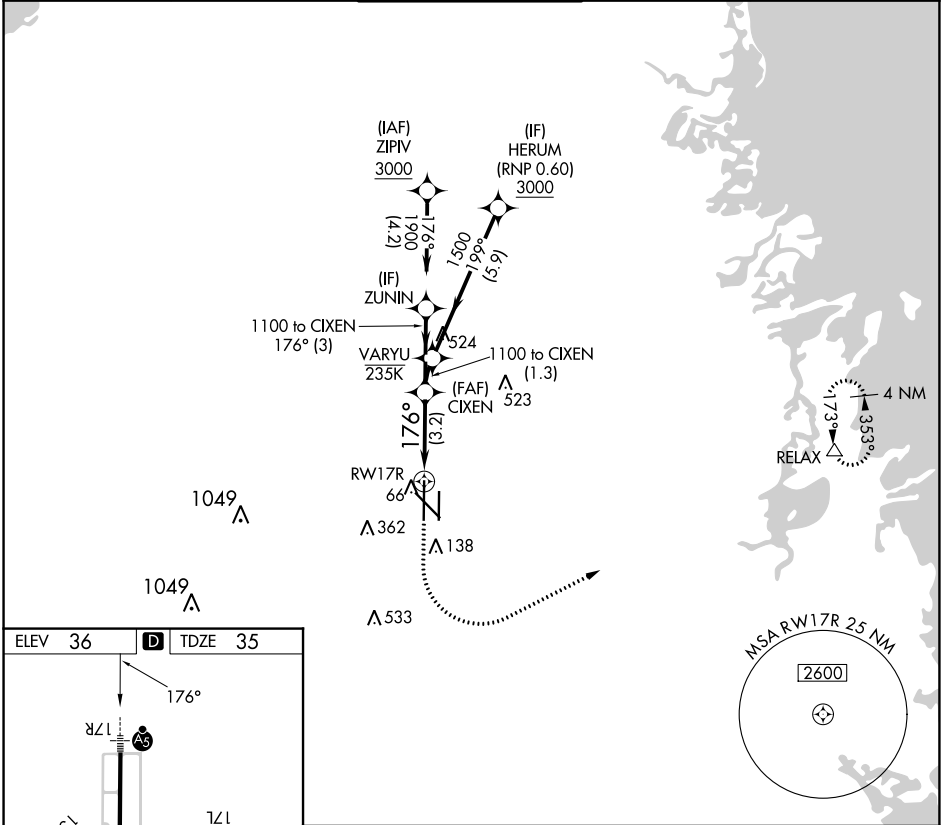 (IAF)
ZIPIV
3000
(IF)
HERUM
(RNP 0.60)
3000
176°
1900
(4.2)
1500
199°
(5.9)
(IF)
ZUNIN
1100 to CIXEN
176° (3)
524
VARYU
235K
1100 to CIXEN
(1.3)
(FAF)
CIXEN
523
176°
(3.2)
4 NM
173°
353°
RELAX
RW17R
66
1049
362
138
1049
533
ELEV 36 D TDZE 35
176°
17R
A5
17L
MSA RW17R 25 NM
2600